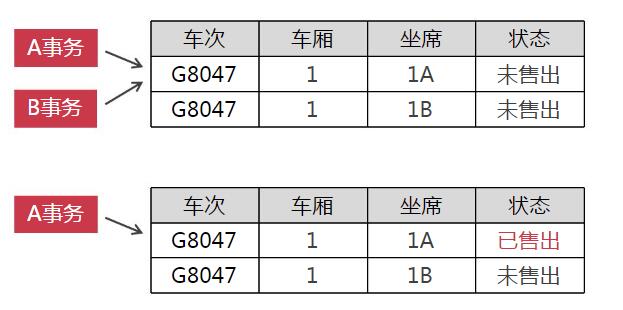 A事务
B事务
车次 车厢 坐席 状态
G8047 1 1A 未售出
G8047 1 1B 未售出
A事务
车次 车厢 坐席 状态
G8047 1 1A 已售出
G8047 1 1B 未售出